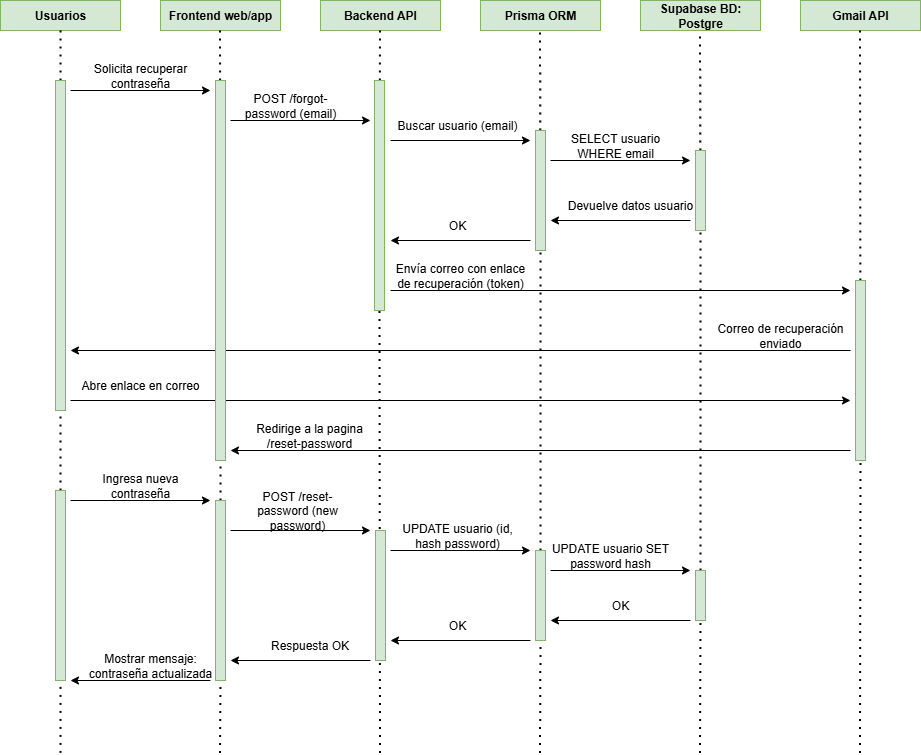 Usuarios
Frontend web/app
Backend API
Prisma ORM
Supabase BD:
Postgre
Gmail API
Solicita recuperar
contraseña
POST /forgot-
password (email)
Buscar usuario (email)
SELECT usuario
WHERE email
Devuelve datos usuario
OK
Envía correo con enlace
de recuperación (token)
Correo de recuperación
enviado
Abre enlace en correo
Redirige a la pagina
/reset-password
Ingresa nueva
contraseña
POST /reset-
password (new
password)
UPDATE usuario (id,
hash password)
UPDATE usuario SET
password hash
OK
OK
Respuesta OK
Mostrar mensaje:
contraseña actualizada